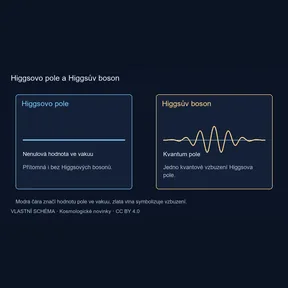 Higgsovo pole a Higgsův boson
Higgsovo pole
Higgsův boson
Nenulová hodnota ve vakuu
Přítomná i bez Higgsových bosonů.
Kvantum pole
Jedno kvantové vzbuzení Higgsova
pole.
Modrá čára značí hodnotu pole ve vakuu, zlatá vlna symbolizuje vzbuzení.
VLASTNÍ SCHÉMA · Kosmologické novinky · CC BY 4.0